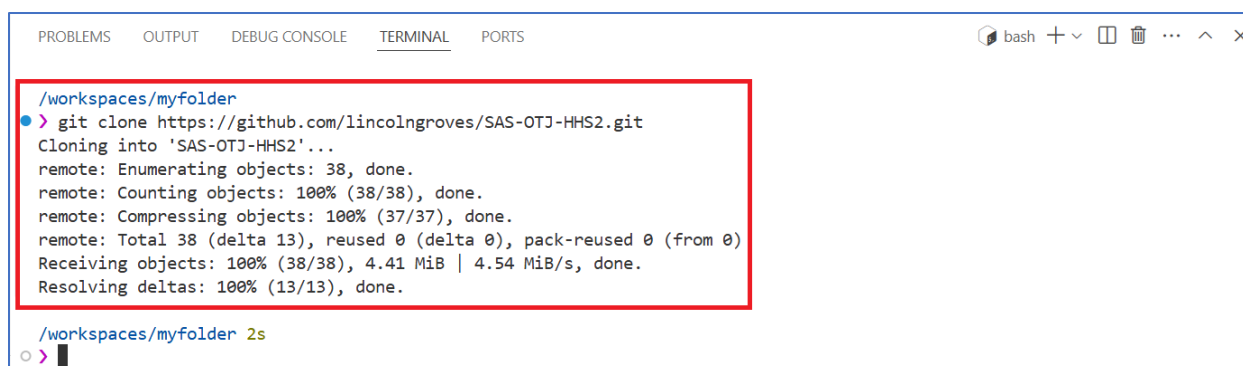 PROBLEMS OUTPUT DEBUG CONSOLE TERMINAL PORTS bash
/workspaces/myfolder
❯ git clone https://github.com/lincolngroves/SAS-OTJ-HHS2.git
Cloning into 'SAS-OTJ-HHS2'...
remote: Enumerating objects: 38, done.
remote: Counting objects: 100% (38/38), done.
remote: Compressing objects: 100% (37/37), done.
remote: Total 38 (delta 13), reused 0 (delta 0), pack-reused 0 (from 0)
Receiving objects: 100% (38/38), 4.41 MiB | 4.54 MiB/s, done.
Resolving deltas: 100% (13/13), done.
/workspaces/myfolder 2s
❯